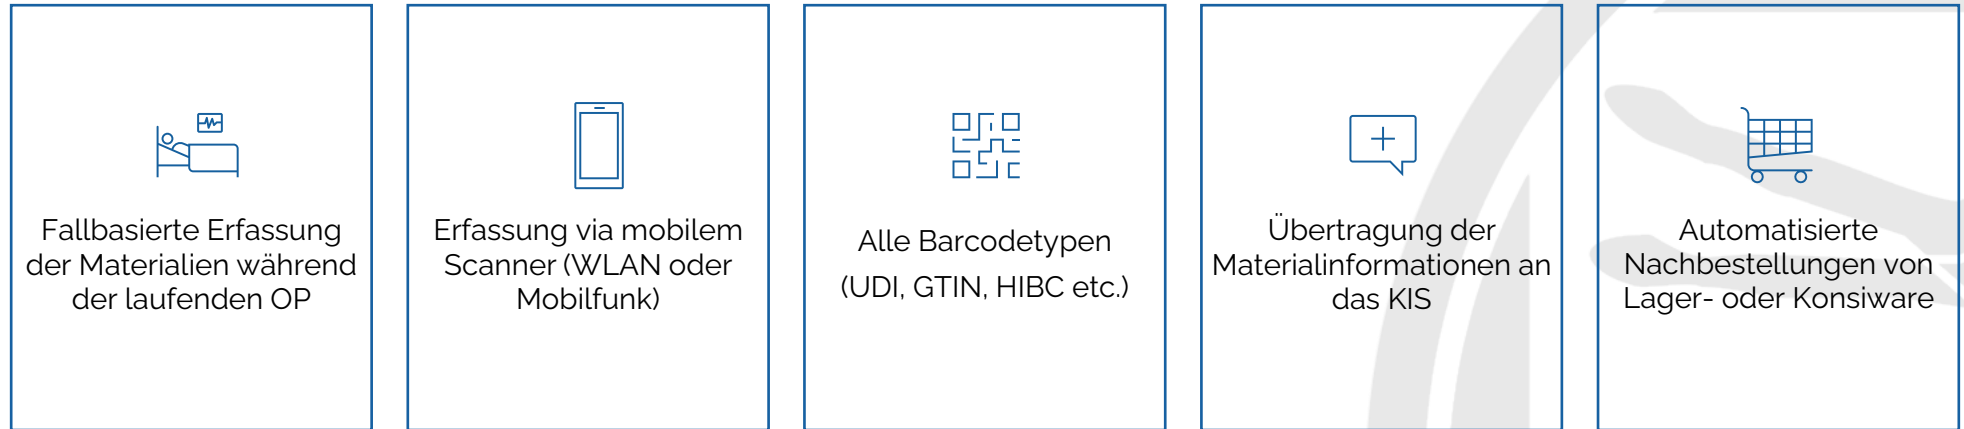 Fallbasierte Erfassung
der Materialien während
der laufenden OP
Erfassung via mobilem
Scanner (WLAN oder
Mobilfunk)
Alle Barcodetypen
(UDI, GTIN, HIBC etc.)
Übertragung der
Materialinformationen an
das KIS
Automatisierte
Nachbestellungen von
Lager- oder Konsiware